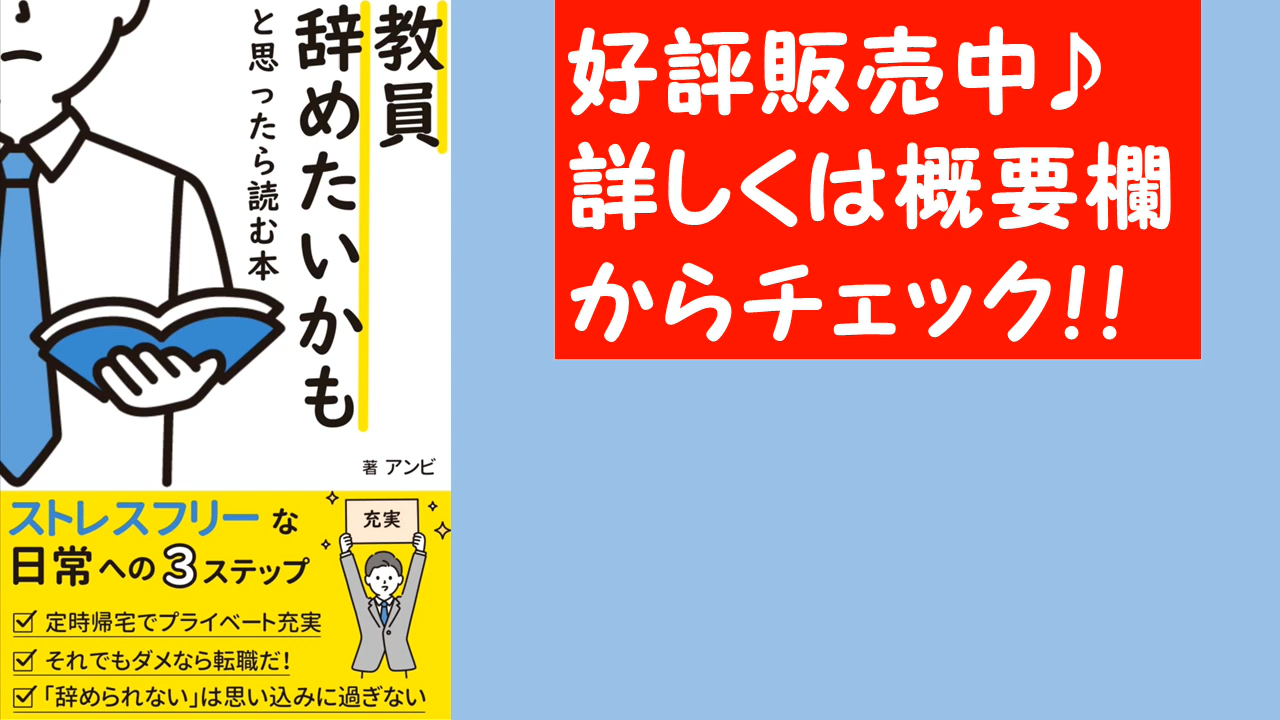 教員
辞めたいかも
と思ったら読む本
著 アンビ
ストレスフリーな
日常への3ステップ
充実
定時帰宅でプライベート充実
それでもダメなら転職だ!
「辞められない」は思い込みに過ぎない
好評販売中♪
詳しくは概要欄
からチェック!!